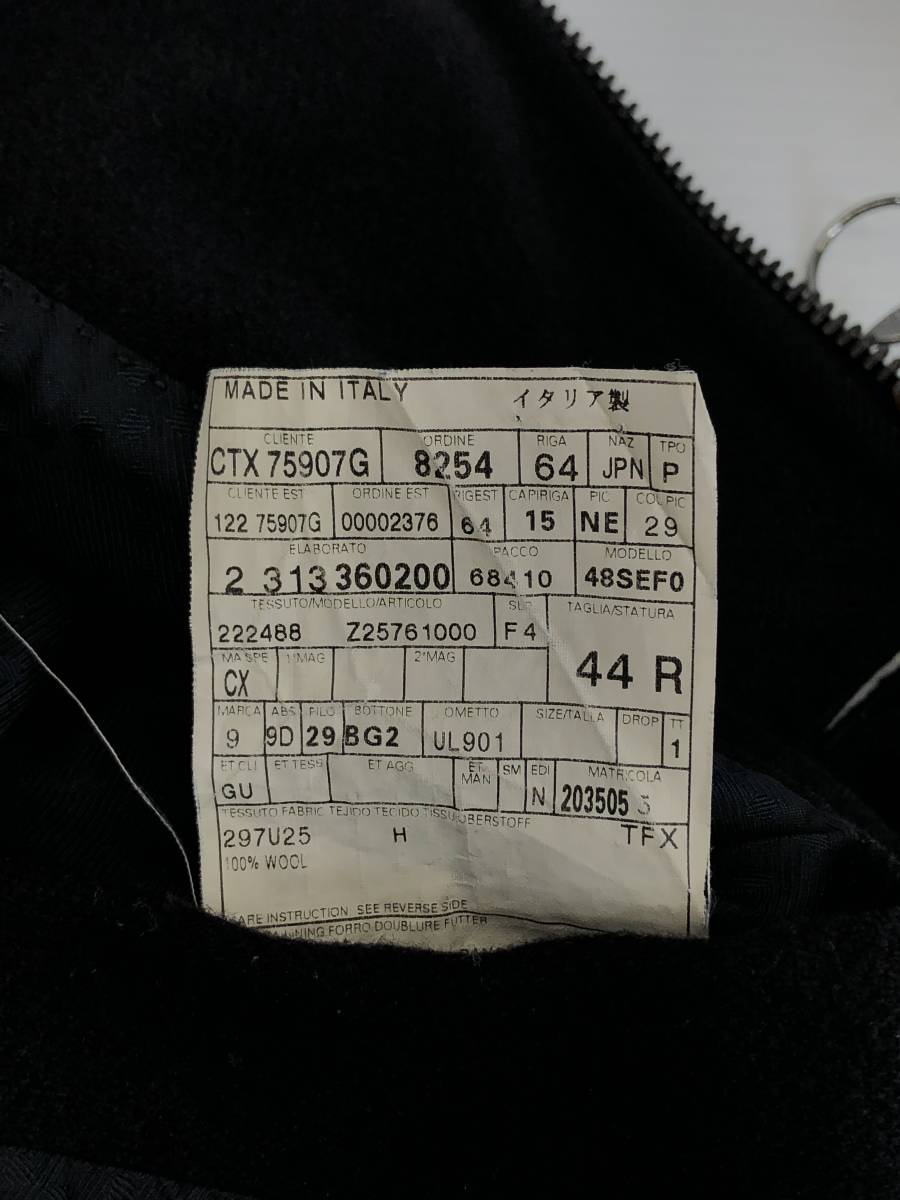 MADE IN ITALY イタリア製
CLIENTE ORDINE RIGA NAZ TPO
CTX 75907G 8254 64 JPN P
CLIENTE EST ORDINE EST RIGEST CAPIRIGA PIC COL PIC
122 75907G 00002376 64 15 NE 29
ELABORATO PACCO MODELLO
2 313 360200 68410 48SEF0
TESSUTO/MODELLO/ARTICOLO TAGLIA/STATURA
222488 Z25761000 F4 44 R
MA SPE 1°MAG 2°MAG
CX
MARCA ABS FILO BOTTONE OMETTO SIZE/TALLA DROP TT
9 9D 29 BG2 UL901 1
ET CLI ET TESS ET AGG ET MAN SM EDI MATRICOLA
GU N 203505 5
TESSUTO FABRIC TEJIDO TECIDO TISSU OBERSTOFF
297U25 H TFX
100% WOOL
CARE INSTRUCTION SEE REVERSE SIDE
FORRO DOUBLURE FUTTER